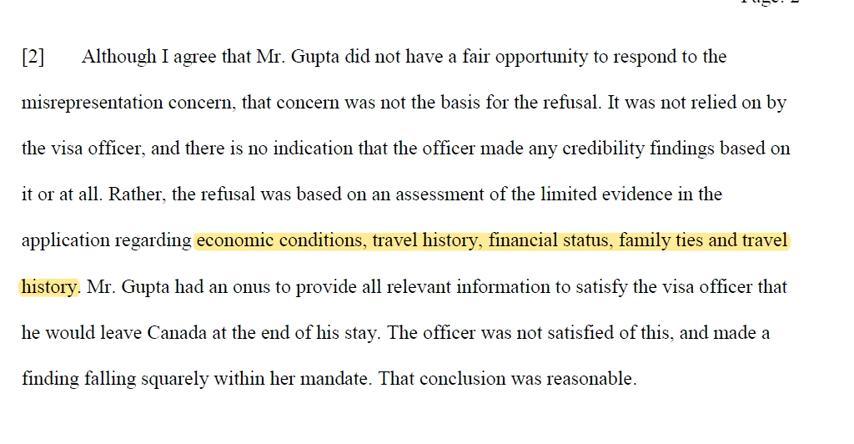 Page: 2
[2] Although I agree that Mr. Gupta did not have a fair opportunity to respond to the
misrepresentation concern, that concern was not the basis for the refusal. It was not relied on by
the visa officer, and there is no indication that the officer made any credibility findings based on
it or at all. Rather, the refusal was based on an assessment of the limited evidence in the
application regarding economic conditions, travel history, financial status, family ties and travel
history. Mr. Gupta had an onus to provide all relevant information to satisfy the visa officer that
he would leave Canada at the end of his stay. The officer was not satisfied of this, and made a
finding falling squarely within her mandate. That conclusion was reasonable.